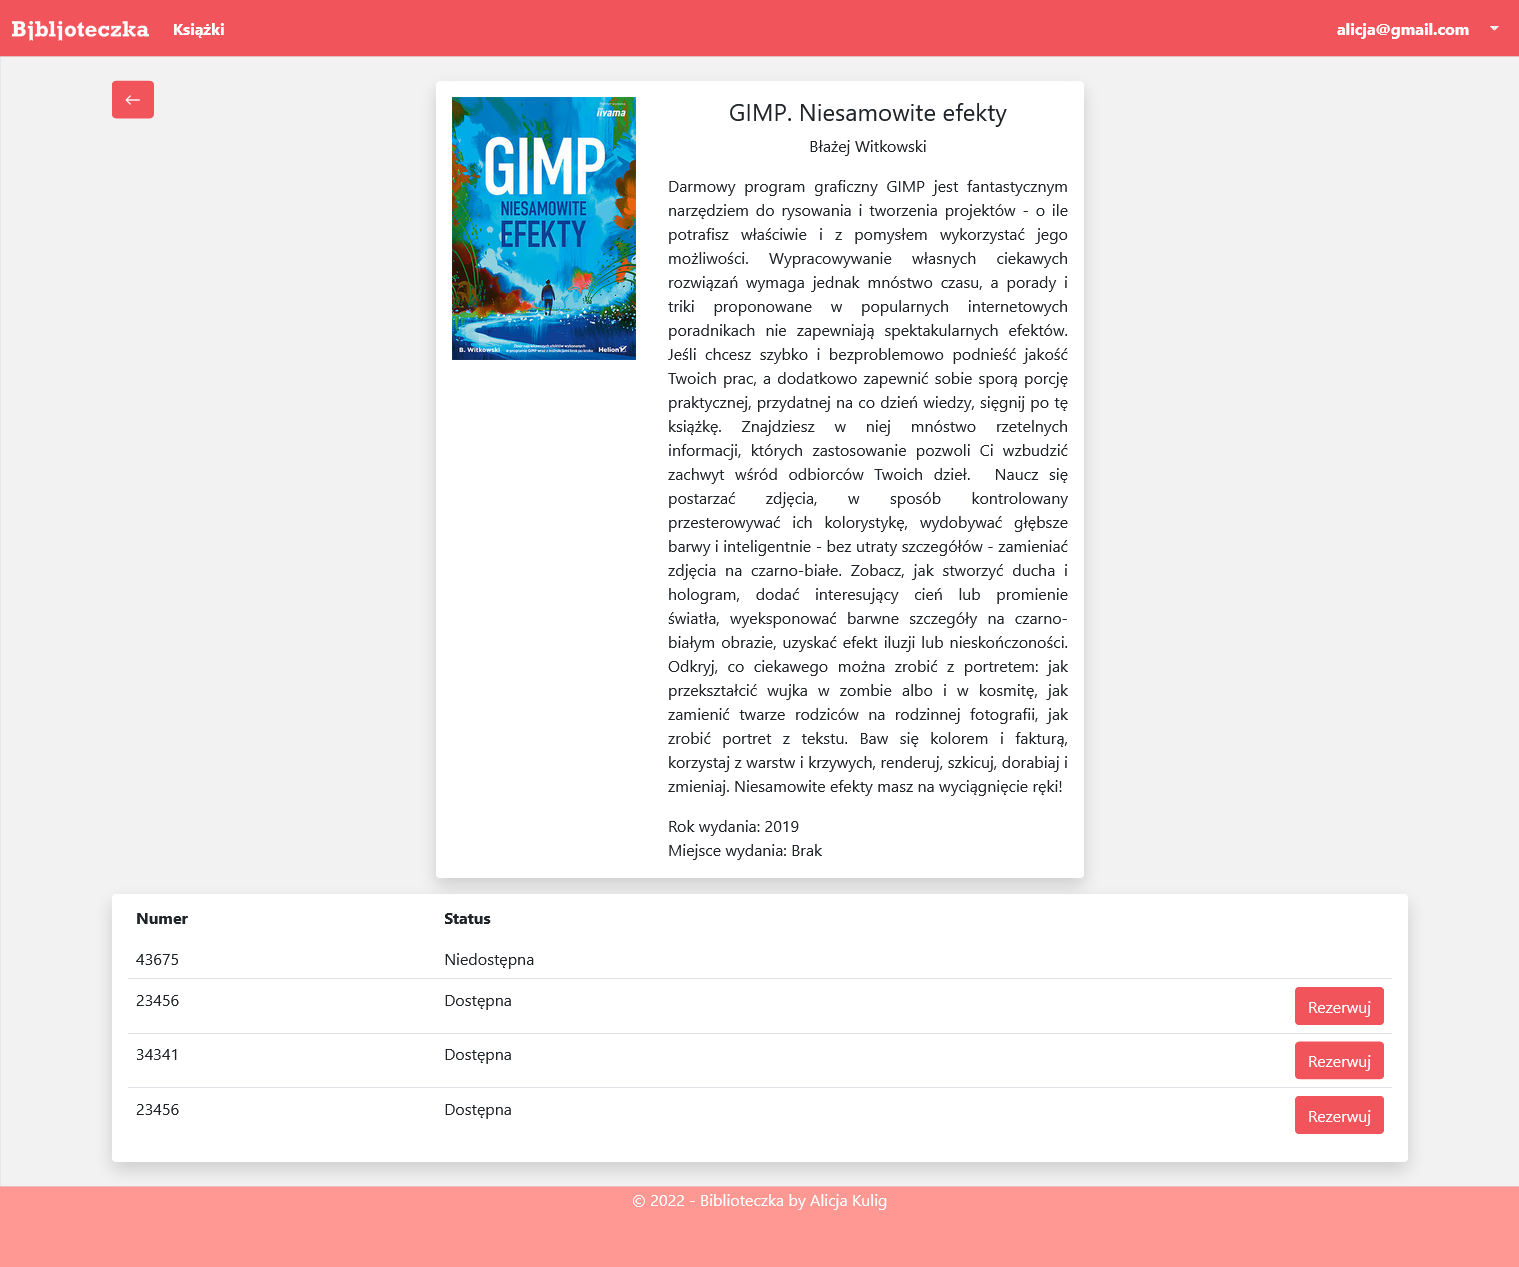 Bjbljoteczka Książki alicja@gmail.com
←
iiyama
GIMP
NIESAMOWITE
EFEKTY
B. Witkowski
Helion
GIMP. Niesamowite efekty
Błażej Witkowski
Darmowy program graficzny GIMP jest fantastycznym
narzędziem do rysowania i tworzenia projektów - o ile
potrafisz właściwie i z pomysłem wykorzystać jego
możliwości. Wypracowywanie własnych ciekawych
rozwiązań wymaga jednak mnóstwo czasu, a porady i
triki proponowane w popularnych internetowych
poradnikach nie zapewniają spektakularnych efektów.
Jeśli chcesz szybko i bezproblemowo podnieść jakość
Twoich prac, a dodatkowo zapewnić sobie sporą porcję
praktycznej, przydatnej na co dzień wiedzy, sięgnij po tę
książkę. Znajdziesz w niej mnóstwo rzetelnych
informacji, których zastosowanie pozwoli Ci wzbudzić
zachwyt wśród odbiorców Twoich dzieł. Naucz się
postarzać zdjęcia, w sposób kontrolowany
przesterowywać ich kolorystykę, wydobywać głębsze
barwy i inteligentnie - bez utraty szczegółów - zamieniać
zdjęcia na czarno-białe. Zobacz, jak stworzyć ducha i
hologram, dodać interesujący cień lub promienie
światła, wyeksponować barwne szczegóły na czarno-
białym obrazie, uzyskać efekt iluzji lub nieskończoności.
Odkryj, co ciekawego można zrobić z portretem: jak
przekształcić wujka w zombie albo i w kosmitę, jak
zamienić twarze rodziców na rodzinnej fotografii, jak
zrobić portret z tekstu. Baw się kolorem i fakturą,
korzystaj z warstw i krzywych, renderuj, szkicuj, dorabiaj i
zmieniaj. Niesamowite efekty masz na wyciągnięcie ręki!
Rok wydania: 2019
Miejsce wydania: Brak
Numer Status
43675 Niedostępna
23456 Dostępna Rezerwuj
34341 Dostępna Rezerwuj
23456 Dostępna Rezerwuj
© 2022 - Biblioteczka by Alicja Kulig